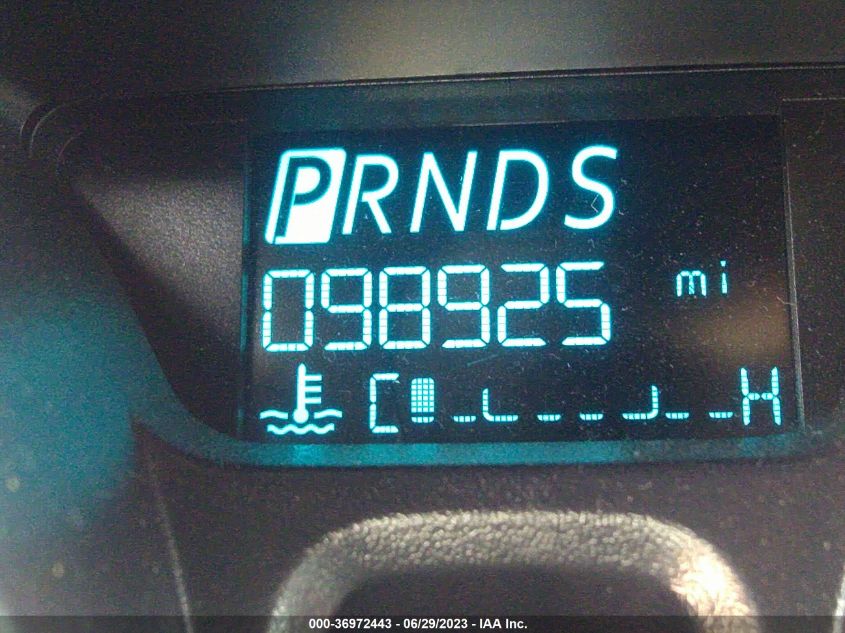 PRNDS
098925 mi
C H
000-36972443 - 06/29/2023 - IAA Inc.